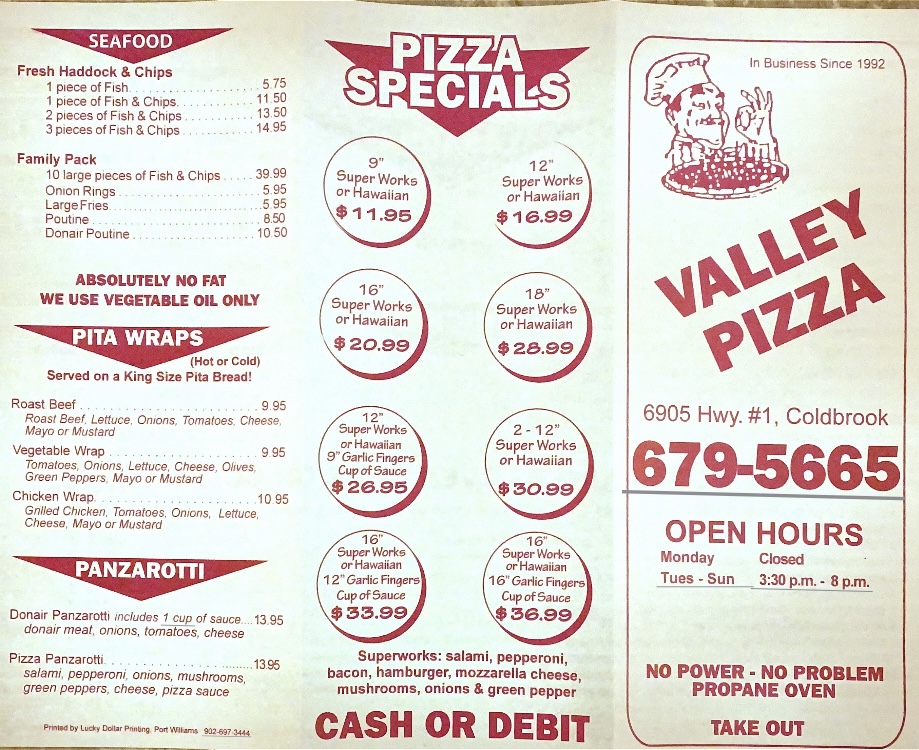 SEAFOOD
Fresh Haddock & Chips
1 piece of Fish. . . . . . . . . . . . . . . . . . . . . 5.75
1 piece of Fish & Chips. . . . . . . . . . . . . 11.50
2 pieces of Fish & Chips . . . . . . . . . . . . 13.50
3 pieces of Fish & Chips . . . . . . . . . . . . 14.95
Family Pack
10 large pieces of Fish & Chips . . . . . 39.99
Onion Rings . . . . . . . . . . . . . . . . . . . . . 5.95
Large Fries. . . . . . . . . . . . . . . . . . . . . . 5.95
Poutine . . . . . . . . . . . . . . . . . . . . . . . . . 8.50
Donair Poutine . . . . . . . . . . . . . . . . . . . 10.50
ABSOLUTELY NO FAT
WE USE VEGETABLE OIL ONLY
PITA WRAPS
(Hot or Cold)
Served on a King Size Pita Bread!
Roast Beef . . . . . . . . . . . . . . . . . . . . . . . . . 9.95
Roast Beef, Lettuce, Onions, Tomatoes, Cheese,
Mayo or Mustard
Vegetable Wrap . . . . . . . . . . . . . . . . . . . . . 9.95
Tomatoes, Onions, Lettuce, Cheese, Olives,
Green Peppers, Mayo or Mustard
Chicken Wrap. . . . . . . . . . . . . . . . . . . . . . 10.95
Grilled Chicken, Tomatoes, Onions, Lettuce,
Cheese, Mayo or Mustard
PANZAROTTI
Donair Panzarotti includes 1 cup of sauce....13.95
donair meat, onions, tomatoes, cheese
Pizza Panzarotti. . . . . . . . . . . . . . . . .........13.95
salami, pepperoni, onions, mushrooms,
green peppers, cheese, pizza sauce
Printed by Lucky Dollar Printing, Port Williams 902-697-3444
PIZZA
SPECIALS
9"
Super Works
or Hawaiian
$11.95
12"
Super Works
or Hawaiian
$16.99
16"
Super Works
or Hawaiian
$20.99
18"
Super Works
or Hawaiian
$28.99
12"
Super Works
or Hawaiian
9" Garlic Fingers
Cup of Sauce
$26.95
2 - 12"
Super Works
or Hawaiian
$30.99
16"
Super Works
or Hawaiian
12" Garlic Fingers
Cup of Sauce
$33.99
16"
Super Works
or Hawaiian
16" Garlic Fingers
Cup of Sauce
$36.99
Superworks: salami, pepperoni,
bacon, hamburger, mozzarella cheese,
mushrooms, onions & green pepper
CASH OR DEBIT
In Business Since 1992
VALLEY
PIZZA
6905 Hwy. #1, Coldbrook
679-5665
OPEN HOURS
Monday Closed
Tues - Sun 3:30 p.m. - 8 p.m.
NO POWER - NO PROBLEM
PROPANE OVEN
TAKE OUT